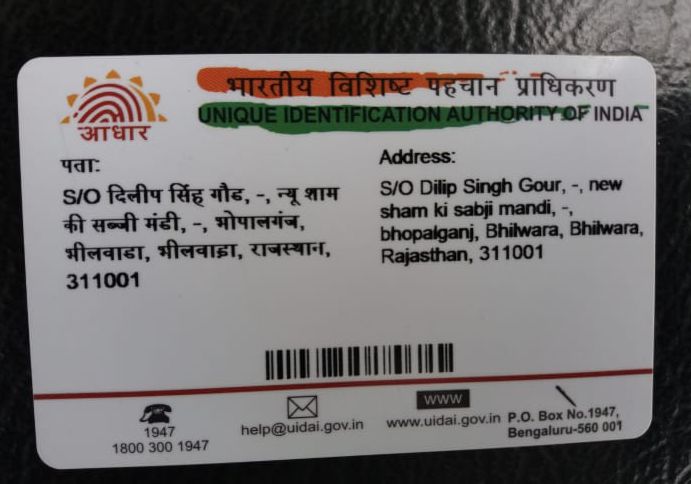 भारतीय विशिष्ट पहचान प्राधिकरण
UNIQUE IDENTIFICATION AUTHORITY OF INDIA
आधार
पता:
S/O दिलीप सिंह गौड, -, न्यू शाम
की सब्जी मंडी, -, भोपालगंज,
भीलवाडा, भीलवाड़ा, राजस्थान,
311001
Address:
S/O Dilip Singh Gour, -, new
sham ki sabji mandi, -,
bhopalganj, Bhilwara, Bhilwara,
Rajasthan, 311001
1947
1800 300 1947
help@uidai.gov.in
WWW
www.uidai.gov.in
P.O. Box No.1947,
Bengaluru-560 001